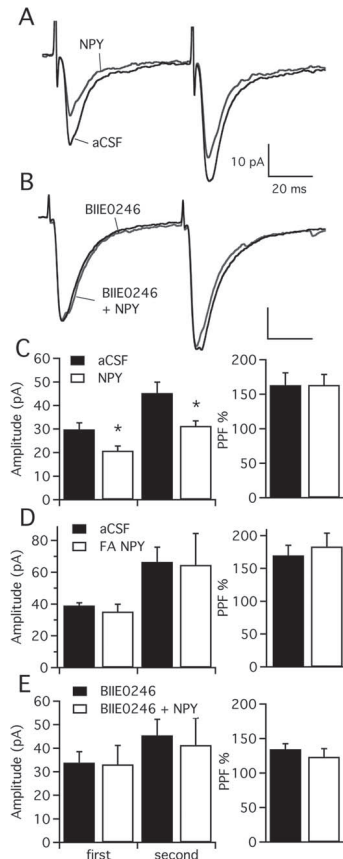 A
NPY
aCSF
10 pA
20 ms
B
BIIE0246
BIIE0246
+ NPY
C
aCSF
NPY
Amplitude (pA)
60
50
40
30
20
10
0
*
*
PPF %
200
150
100
50
0
D
aCSF
FA NPY
Amplitude (pA)
80
60
40
20
0
PPF %
200
150
100
50
0
E
BIIE0246
BIIE0246 + NPY
Amplitude (pA)
60
50
40
30
20
10
0
first
second
PPF %
200
150
100
50
0